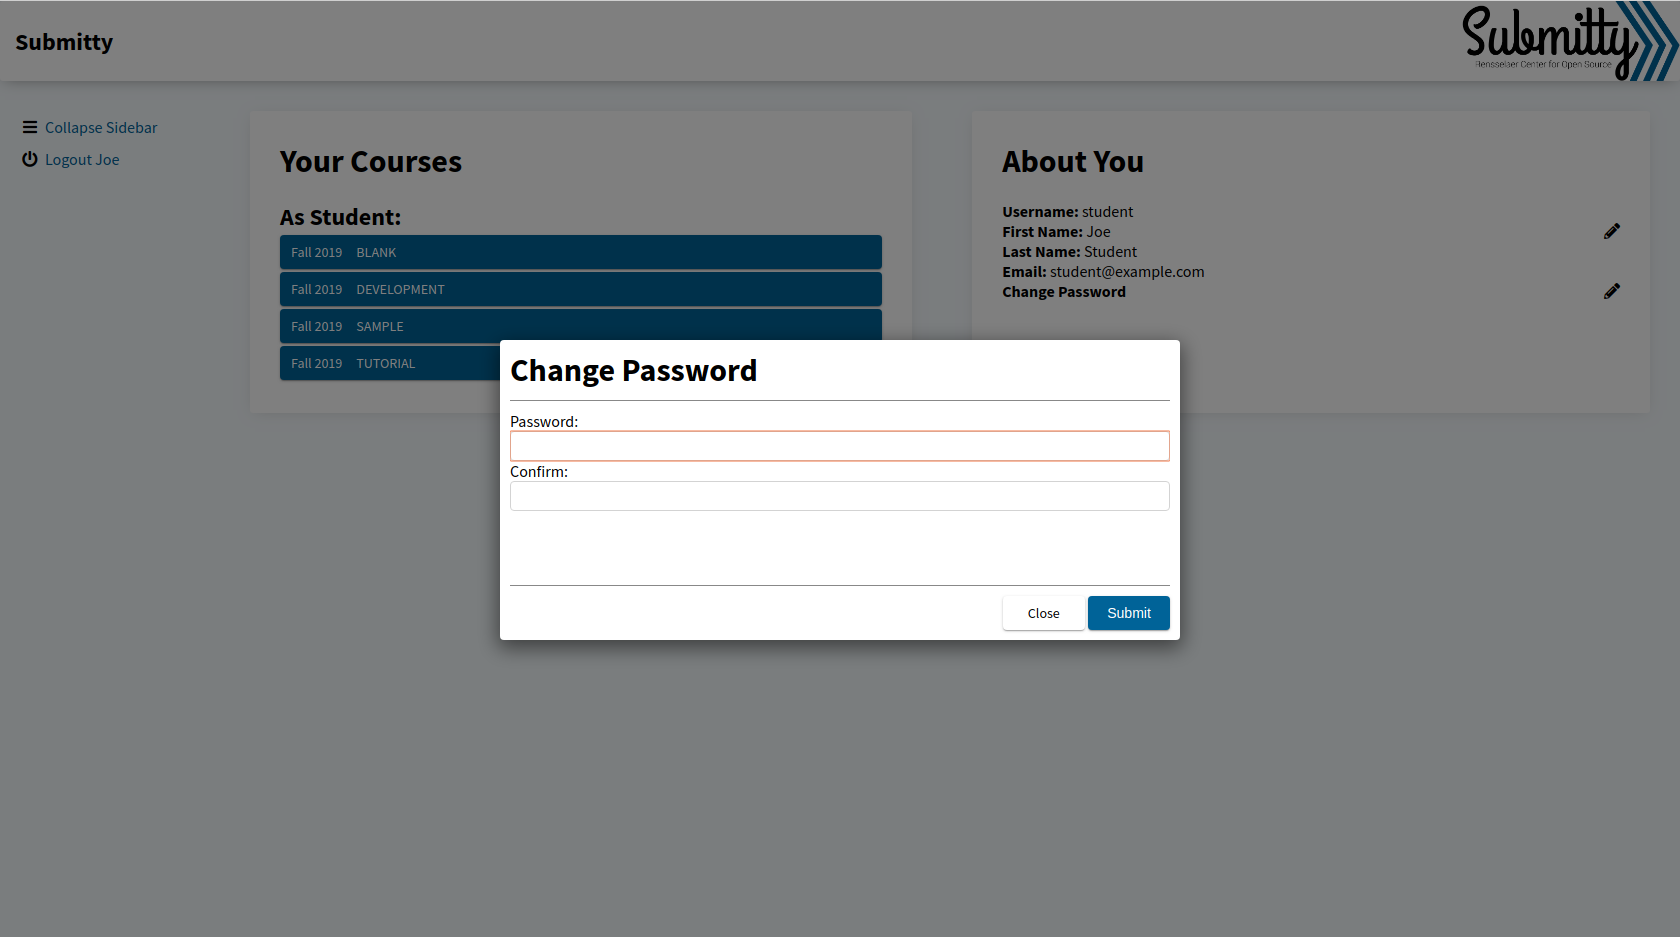 Submitty
Submitty
Rensselaer Center for Open Source
Collapse Sidebar
Logout Joe
Your Courses
As Student:
Fall 2019 BLANK
Fall 2019 DEVELOPMENT
Fall 2019 SAMPLE
Fall 2019 TUTORIAL
About You
Username: student
First Name: Joe
Last Name: Student
Email: student@example.com
Change Password
Change Password
Password:
Confirm:
Close
Submit